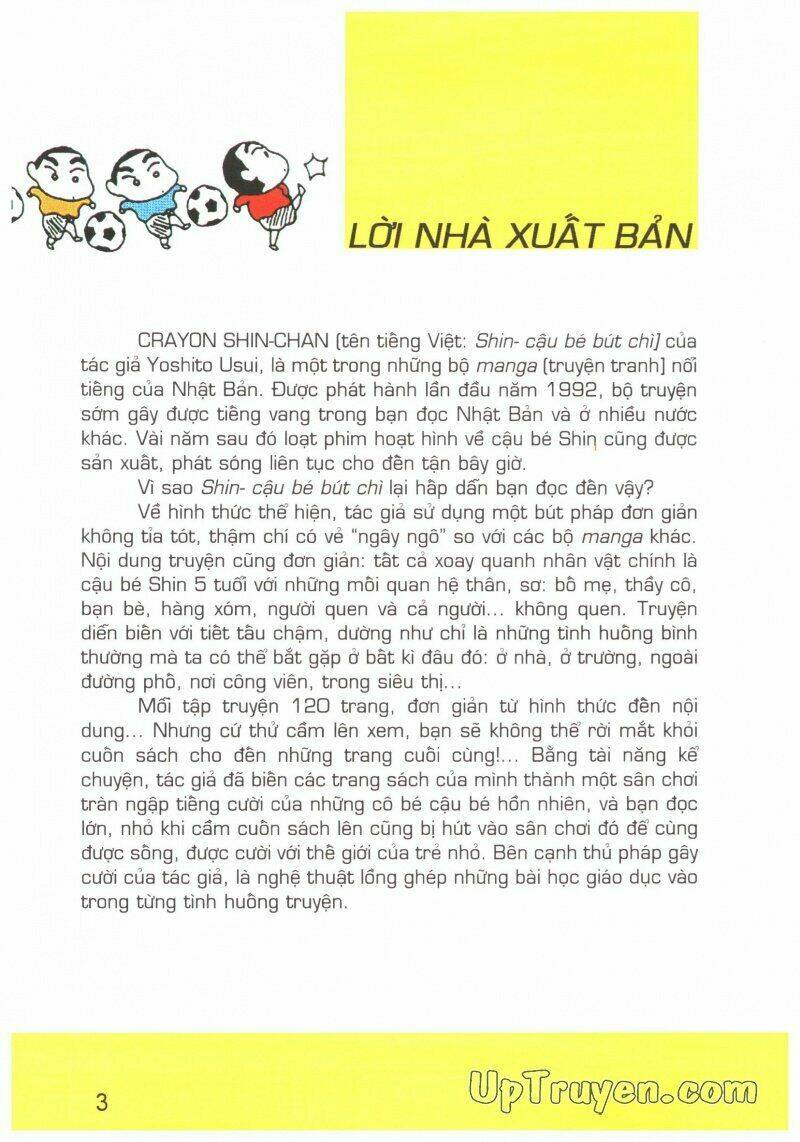 LỜI NHÀ XUẤT BẢN
CRAYON SHIN-CHAN (tên tiếng Việt: Shin- cậu bé bút chì) của
tác giả Yoshito Usui, là một trong những bộ manga (truyện tranh) nổi
tiếng của Nhật Bản. Được phát hành lần đầu năm 1992, bộ truyện
sớm gây được tiếng vang trong bạn đọc Nhật Bản và ở nhiều nước
khác. Vài năm sau đó loạt phim hoạt hình về cậu bé Shin cũng được
sản xuất, phát sóng liên tục cho đến tận bây giờ.
Vì sao Shin- cậu bé bút chì lại hấp dẫn bạn đọc đến vậy?
Về hình thức thể hiện, tác giả sử dụng một bút pháp đơn giản
không tỉa tót, thậm chí có vẻ “ngây ngô” so với các bộ manga khác.
Nội dung truyện cũng đơn giản: tất cả xoay quanh nhân vật chính là
cậu bé Shin 5 tuổi với những mối quan hệ thân, sơ: bố mẹ, thầy cô,
bạn bè, hàng xóm, người quen và cả người... không quen. Truyện
diễn biến với tiết tấu chậm, dường như chỉ là những tình huống bình
thường mà ta có thể bắt gặp ở bất kì đâu đó: ở nhà, ở trường, ngoài
đường phố, nơi công viên, trong siêu thị...
Mỗi tập truyện 120 trang, đơn giản từ hình thức đến nội
dung... Nhưng cứ thử cầm lên xem, bạn sẽ không thể rời mắt khỏi
cuốn sách cho đến những trang cuối cùng!... Bằng tài năng kể
chuyện, tác giả đã biến các trang sách của mình thành một sân chơi
tràn ngập tiếng cười của những cô bé cậu bé hồn nhiên, và bạn đọc
lớn, nhỏ khi cầm cuốn sách lên cũng bị hút vào sân chơi đó để cùng
được sống, được cười với thế giới của trẻ nhỏ. Bên cạnh thủ pháp gây
cười của tác giả, là nghệ thuật lồng ghép những bài học giáo dục vào
trong từng tình huống truyện.
3
UpTruyen.com